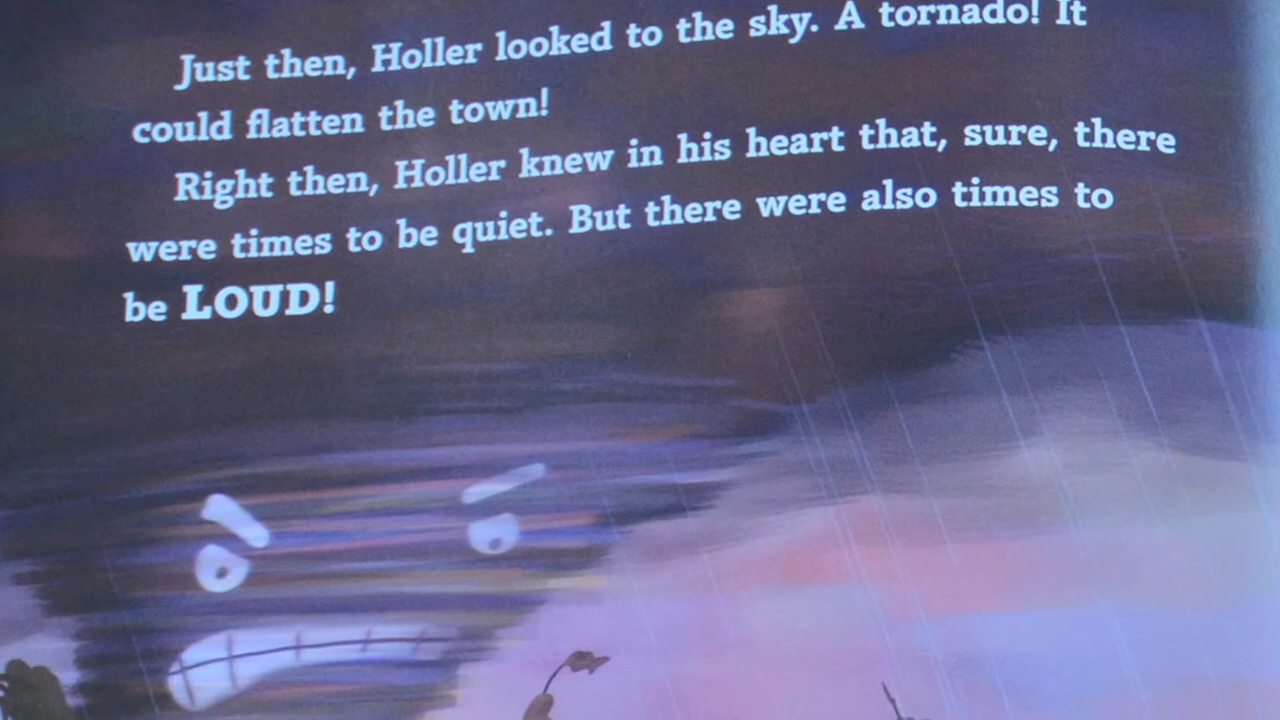 Just then, Holler looked to the sky. A tornado! It
could flatten the town!
Right then, Holler knew in his heart that, sure, there
were times to be quiet. But there were also times to
be LOUD!